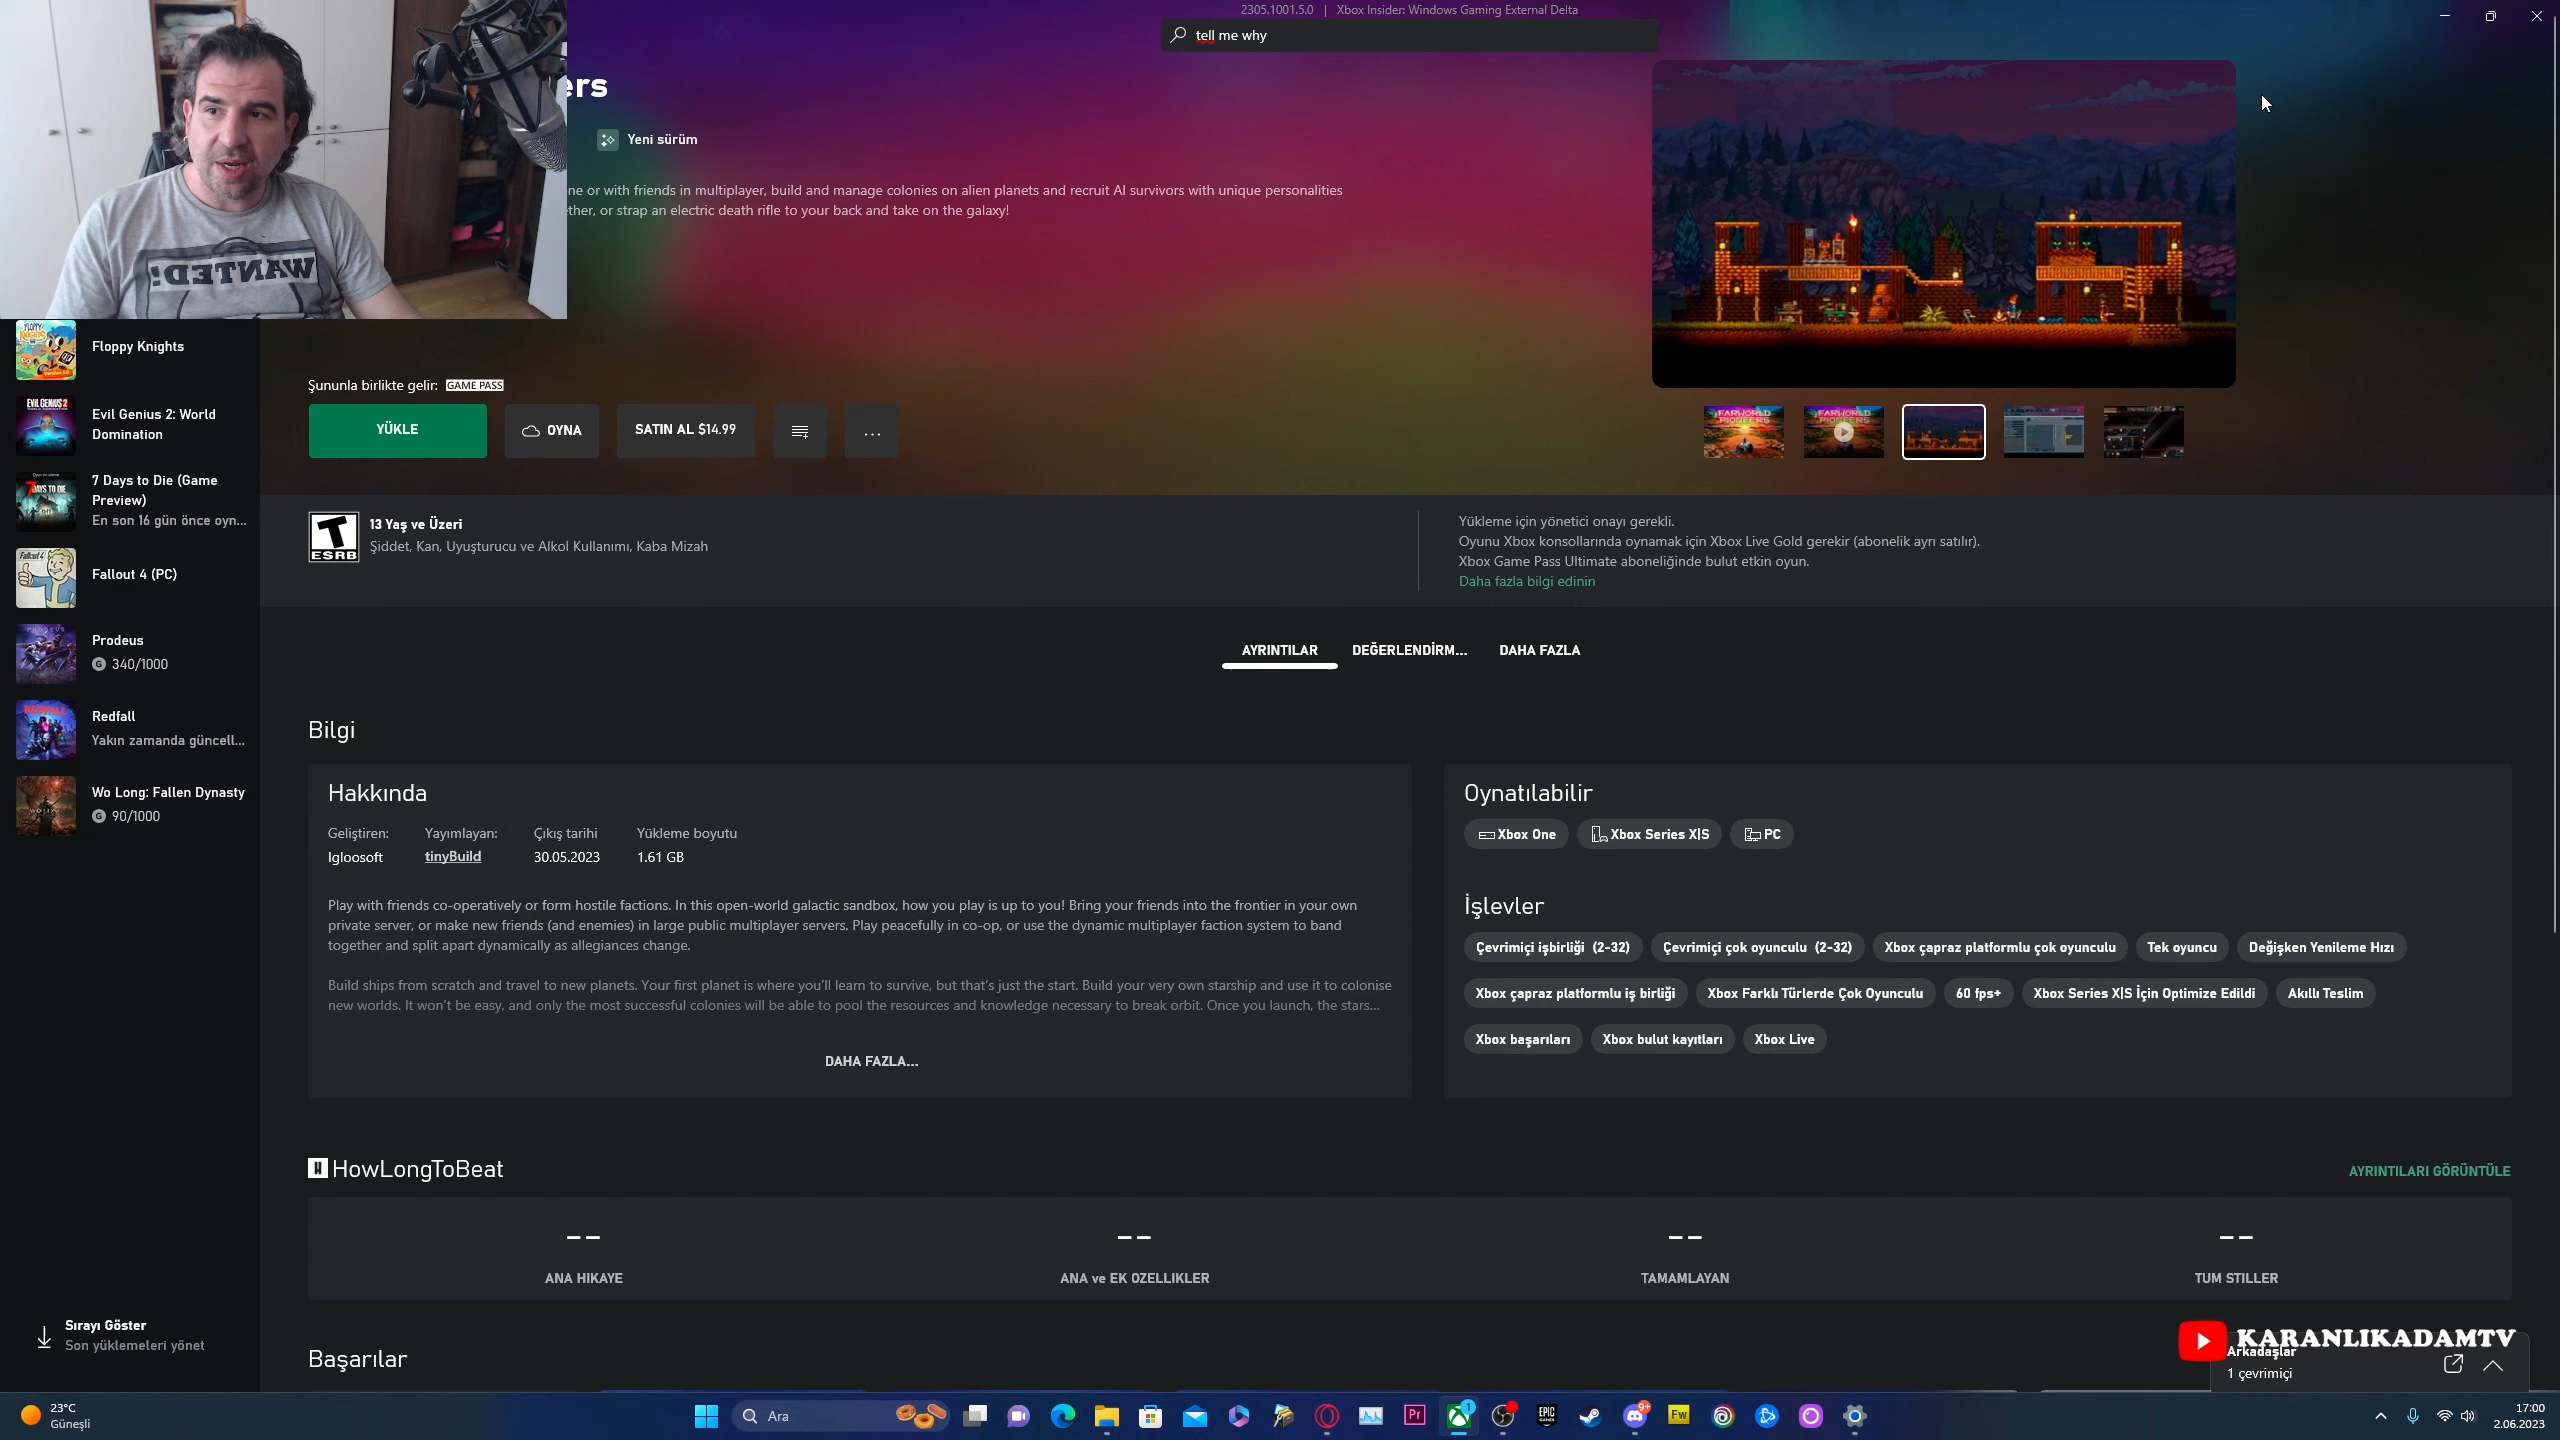 2305.1001.5.0 | Xbox Insider: Windows Gaming External Delta
tell me why
ers
Yeni sürüm
ne or with friends in multiplayer, build and manage colonies on alien planets and recruit AI survivors with unique personalities
ther, or strap an electric death rifle to your back and take on the galaxy!
WANTED!
Floppy Knights
Evil Genius 2: World
Domination
7 Days to Die (Game
Preview)
En son 16 gün önce oyn...
Fallout 4 (PC)
Prodeus
340/1000
Redfall
Yakın zamanda güncell...
Wo Long: Fallen Dynasty
90/1000
Sırayı Göster
Son yüklemeleri yönet
Şununla birlikte gelir: GAME PASS
YÜKLE
OYNA
SATIN AL $14.99
...
FARWORLD PIONEERS
FARWORLD PIONEERS
T
ESRB
13 Yaş ve Üzeri
Şiddet, Kan, Uyuşturucu ve Alkol Kullanımı, Kaba Mizah
Yükleme için yönetici onayı gerekli.
Oyunu Xbox konsollarında oynamak için Xbox Live Gold gerekir (abonelik ayrı satılır).
Xbox Game Pass Ultimate aboneliğinde bulut etkin oyun.
Daha fazla bilgi edinin
AYRINTILAR DEĞERLENDİRM... DAHA FAZLA
Bilgi
Hakkında
Geliştiren: Yayımlayan: Çıkış tarihi Yükleme boyutu
Igloosoft tinyBuild 30.05.2023 1.61 GB
Play with friends co-operatively or form hostile factions. In this open-world galactic sandbox, how you play is up to you! Bring your friends into the frontier in your own
private server, or make new friends (and enemies) in large public multiplayer servers. Play peacefully in co-op, or use the dynamic multiplayer faction system to band
together and split apart dynamically as allegiances change.
Build ships from scratch and travel to new planets. Your first planet is where you'll learn to survive, but that's just the start. Build your very own starship and use it to colonise
new worlds. It won't be easy, and only the most successful colonies will be able to pool the resources and knowledge necessary to break orbit. Once you launch, the stars...
DAHA FAZLA...
Oynatılabilir
Xbox One Xbox Series X|S PC
İşlevler
Çevrimiçi işbirliği (2-32) Çevrimiçi çok oyunculu (2-32) Xbox çapraz platformlu çok oyunculu Tek oyuncu Değişken Yenileme Hızı
Xbox çapraz platformlu iş birliği Xbox Farklı Türlerde Çok Oyunculu 60 fps+ Xbox Series X|S İçin Optimize Edildi Akıllı Teslim
Xbox başarıları Xbox bulut kayıtları Xbox Live
HowLongToBeat
AYRINTILARI GÖRÜNTÜLE
-- -- -- --
ANA HIKAYE ANA ve EK OZELLIKLER TAMAMLAYAN TUM STILLER
Başarılar
KARANLIKADAMTV
Arkadaşlar
1 çevrimiçi
23°C
Güneşli
Ara
Pr
1
EPIC
GAMES
9+
Fw
17:00
2.06.2023